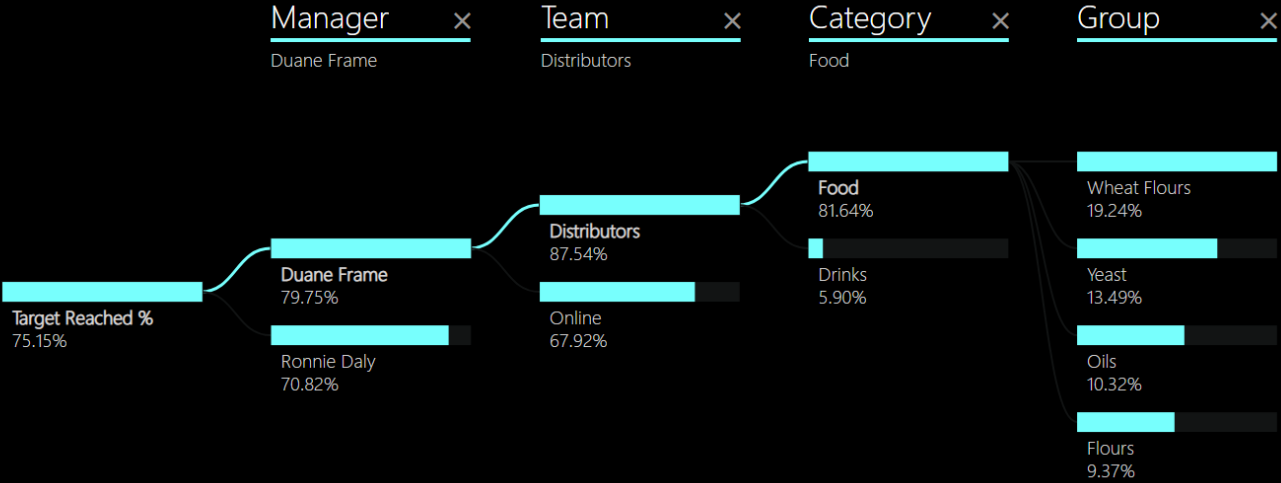 Manager ✕
Duane Frame
Team ✕
Distributors
Category ✕
Food
Group ✕
Target Reached %
75.15%
Duane Frame
79.75%
Ronnie Daly
70.82%
Distributors
87.54%
Online
67.92%
Food
81.64%
Drinks
5.90%
Wheat Flours
19.24%
Yeast
13.49%
Oils
10.32%
Flours
9.37%